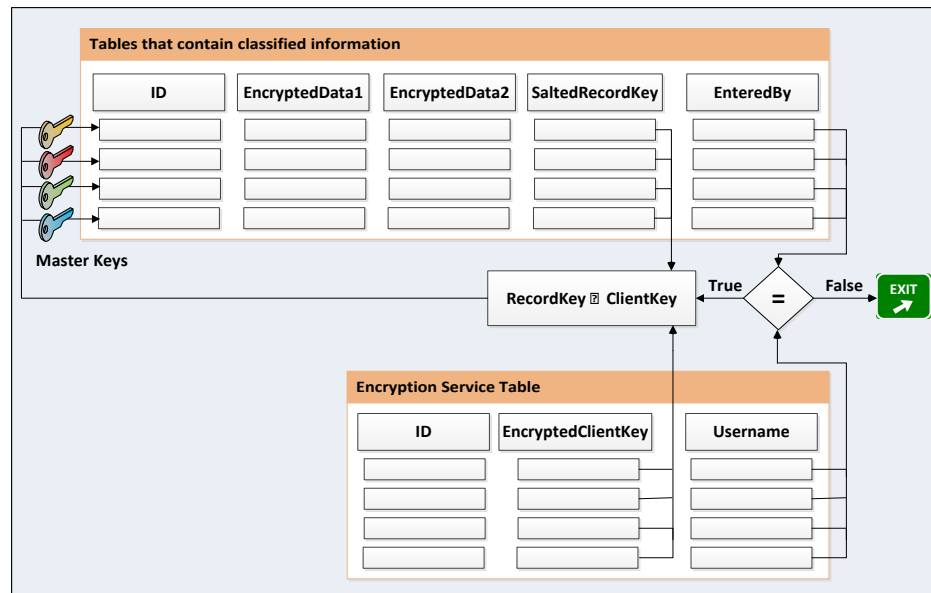 Tables that contain classified information
ID EncryptedData1 EncryptedData2 SaltedRecordKey EnteredBy
Master Keys
RecordKey ⍰ ClientKey
True
=
False
EXIT
Encryption Service Table
ID EncryptedClientKey Username